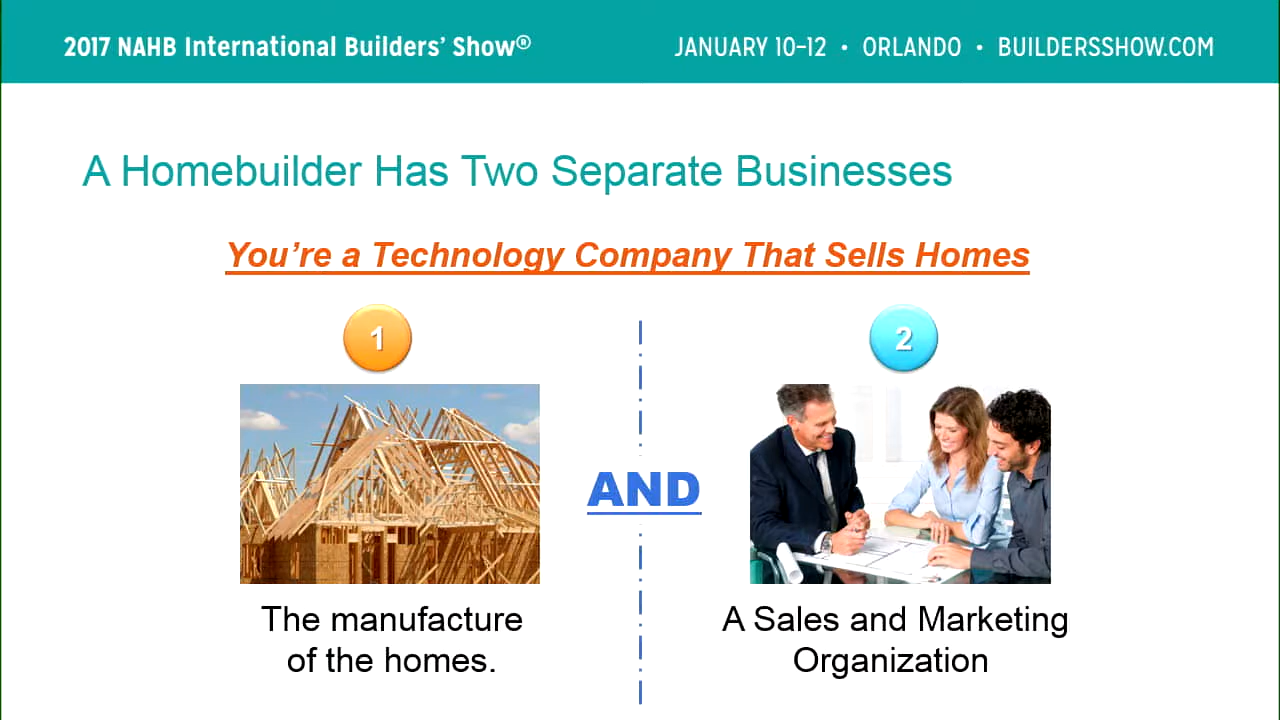 2017 NAHB International Builders’ Show®
JANUARY 10–12 • ORLANDO • BUILDERSSHOW.COM
A Homebuilder Has Two Separate Businesses
You’re a Technology Company That Sells Homes
1
2
AND
The manufacture
of the homes.
A Sales and Marketing
Organization